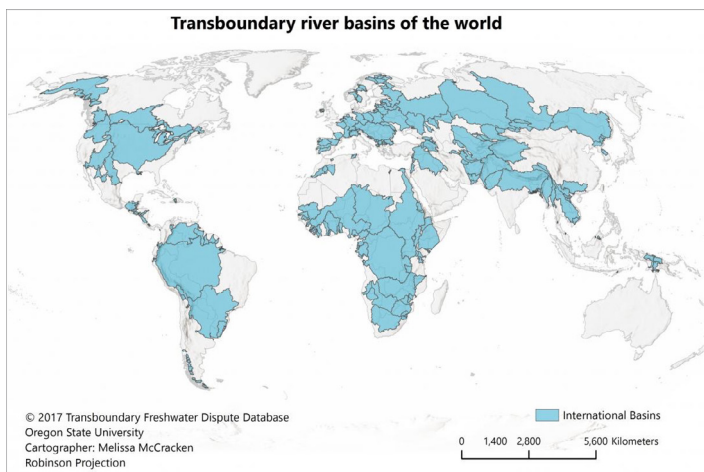 Transboundary river basins of the world
© 2017 Transboundary Freshwater Dispute Database
Oregon State University
Cartographer: Melissa McCracken
Robinson Projection
International Basins
0 1,400 2,800 5,600 Kilometers